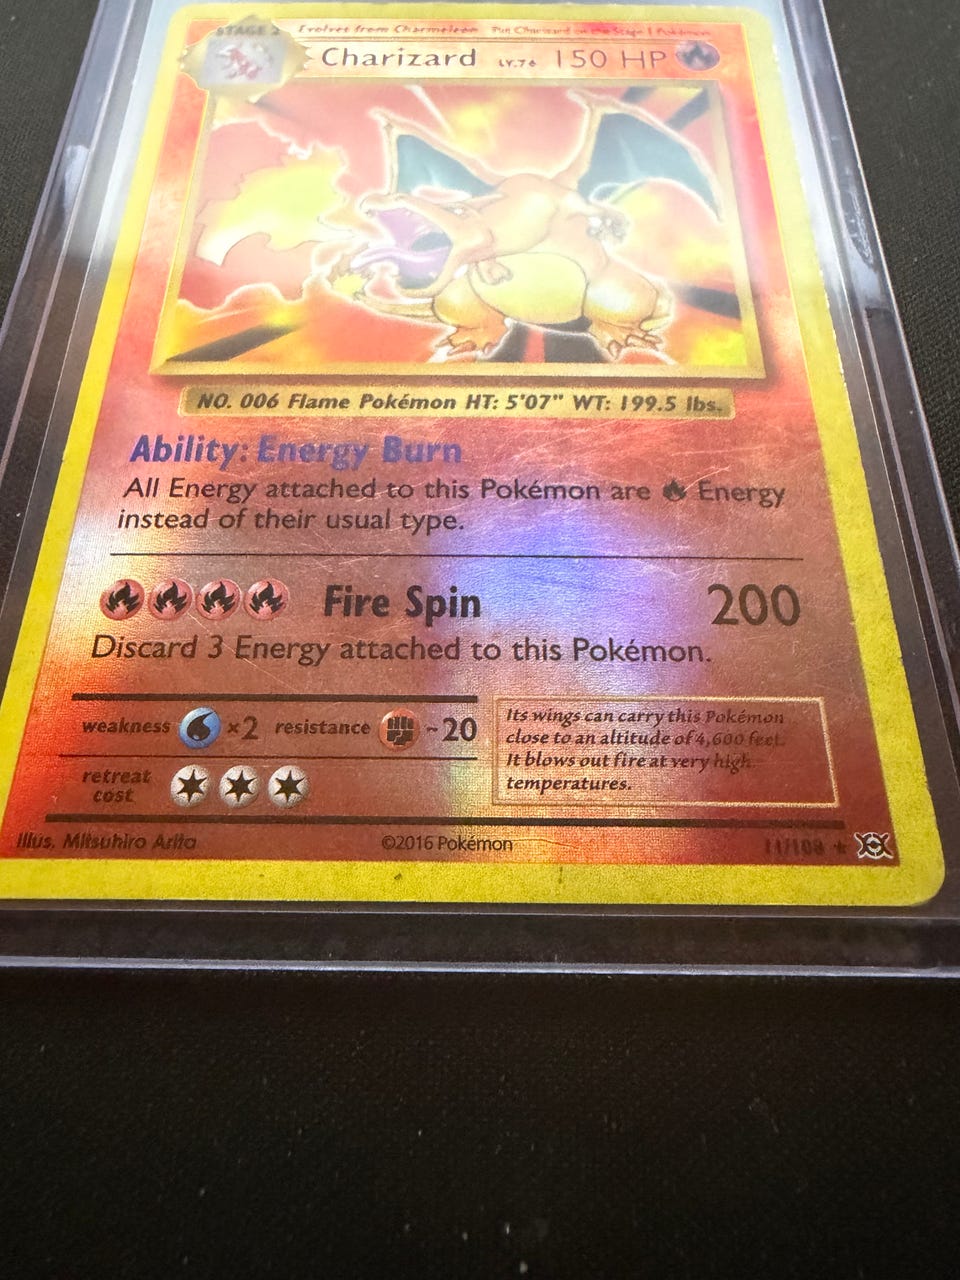 STAGE 2 Evolves from Charmeleon Put Charizard on the Stage 1 Pokémon
Charizard LV.76 150 HP
NO. 006 Flame Pokémon HT: 5'07" WT: 199.5 lbs.
Ability: Energy Burn
All Energy attached to this Pokémon are Energy
instead of their usual type.
Fire Spin 200
Discard 3 Energy attached to this Pokémon.
weakness ×2 resistance -20
retreat
cost
Its wings can carry this Pokémon
close to an altitude of 4,600 feet.
It blows out fire at very high
temperatures.
Illus. Mitsuhiro Arita ©2016 Pokémon 11/108